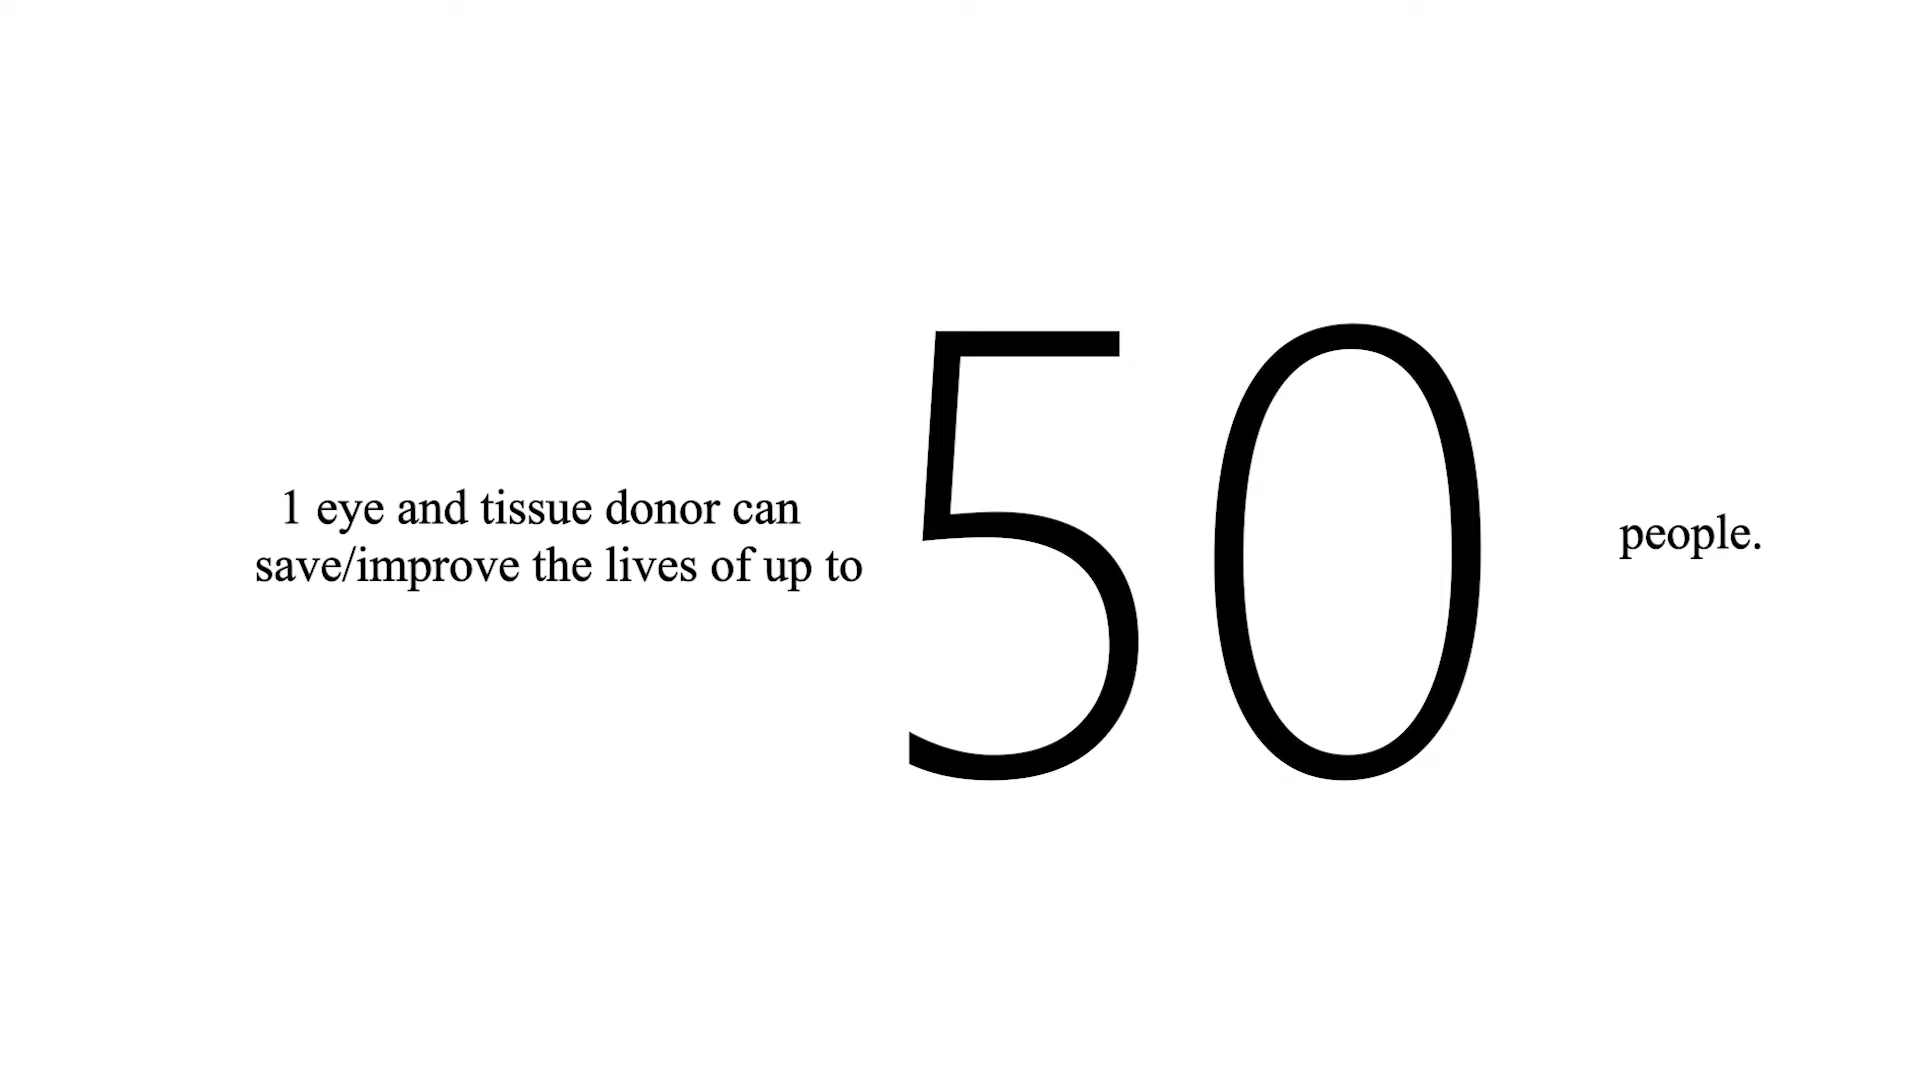 1 eye and tissue donor can
save/improve the lives of up to
50
people.